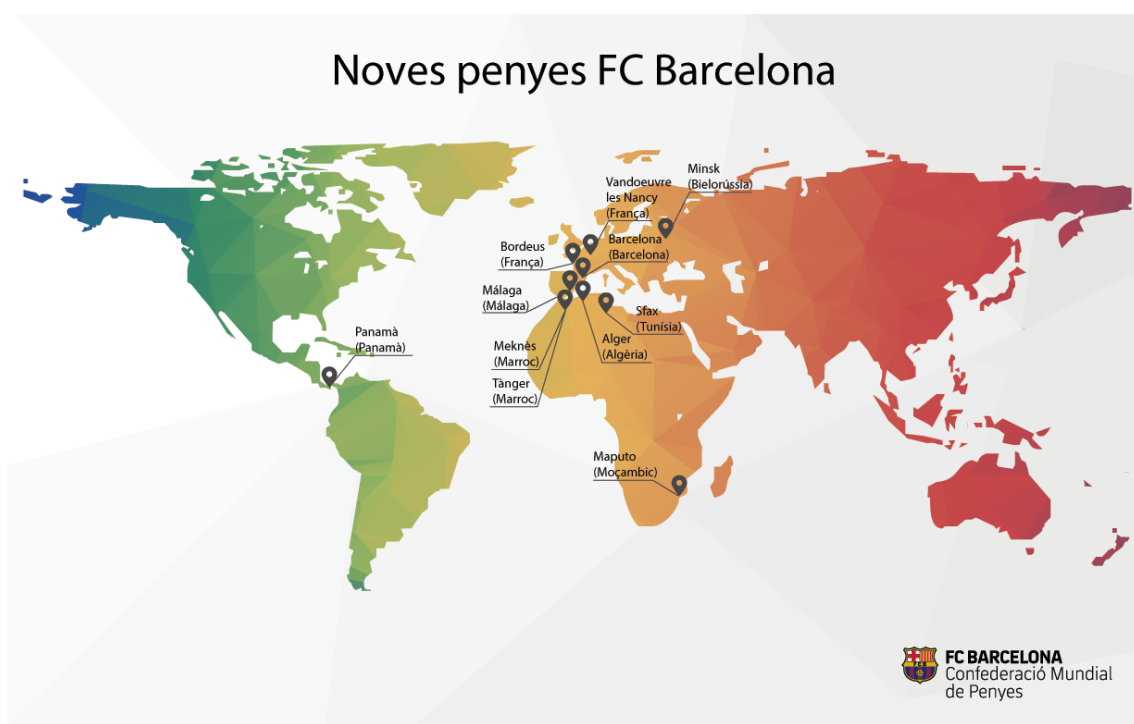 Noves penyes FC Barcelona
Minsk
(Bielorússia)
Vandoeuvre
les Nancy
(França)
Bordeus
(França)
Barcelona
(Barcelona)
Málaga
(Málaga)
Sfax
(Tunísia)
Panamà
(Panamà)
Meknès
(Marroc)
Alger
(Algèria)
Tànger
(Marroc)
Maputo
(Moçambic)
FCB
FC BARCELONA
Confederació Mundial
de Penyes